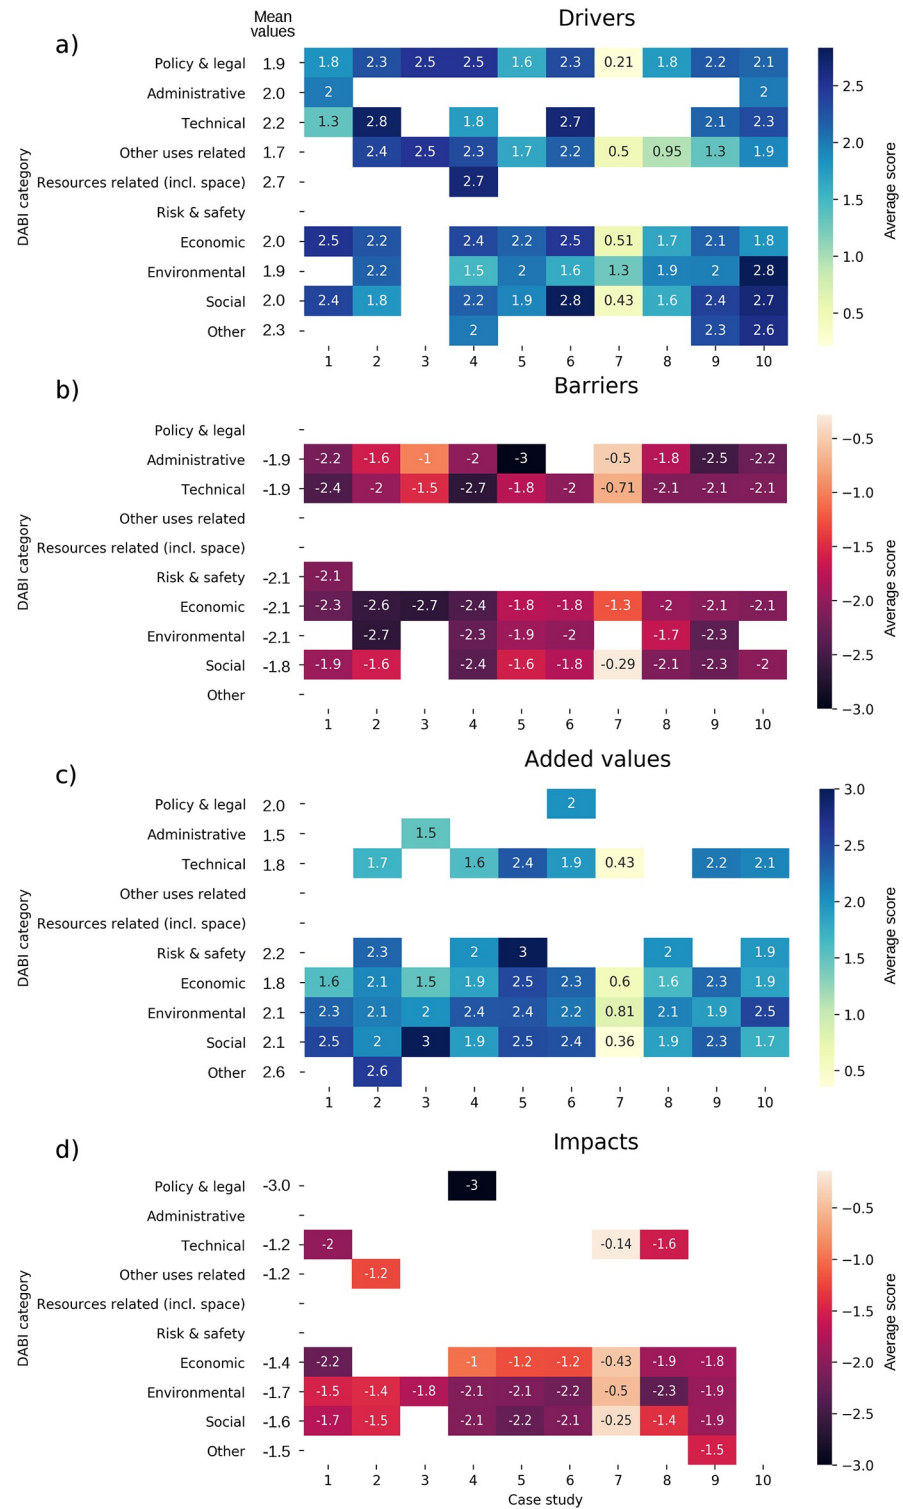 Mean
values
Drivers
a)
Policy & legal 1.9 1.8 2.3 2.5 2.5 1.6 2.3 0.21 1.8 2.2 2.1
Administrative 2.0 2 2
Technical 2.2 1.3 2.8 1.8 2.7 2.1 2.3
Other uses related 1.7 2.4 2.5 2.3 1.7 2.2 0.5 0.95 1.3 1.9
Resources related (incl. space) 2.7 2.7
Risk & safety
Economic 2.0 2.5 2.2 2.4 2.2 2.5 0.51 1.7 2.1 1.8
Environmental 1.9 2.2 1.5 2 1.6 1.3 1.9 2 2.8
Social 2.0 2.4 1.8 2.2 1.9 2.8 0.43 1.6 2.4 2.7
Other 2.3 2 2.3 2.6
1 2 3 4 5 6 7 8 9 10
DABI category
2.5
2.0
1.5
1.0
0.5
Average score
b)
Barriers
Policy & legal
Administrative -1.9 -2.2 -1.6 -1 -2 -3 -0.5 -1.8 -2.5 -2.2
Technical -1.9 -2.4 -2 -1.5 -2.7 -1.8 -2 -0.71 -2.1 -2.1 -2.1
Other uses related
Resources related (incl. space)
Risk & safety -2.1 -2.1
Economic -2.1 -2.3 -2.6 -2.7 -2.4 -1.8 -1.8 -1.3 -2 -2.1 -2.1
Environmental -2.1 -2.7 -2.3 -1.9 -2 -1.7 -2.3
Social -1.8 -1.9 -1.6 -2.4 -1.6 -1.8 -0.29 -2.1 -2.3 -2
Other
1 2 3 4 5 6 7 8 9 10
DABI category
−0.5
−1.0
−1.5
−2.0
−2.5
−3.0
Average score
c)
Added values
Policy & legal 2.0 2
Administrative 1.5 1.5
Technical 1.8 1.7 1.6 2.4 1.9 0.43 2.2 2.1
Other uses related
Resources related (incl. space)
Risk & safety 2.2 2.3 2 3 2 1.9
Economic 1.8 1.6 2.1 1.5 1.9 2.5 2.3 0.6 1.6 2.3 1.9
Environmental 2.1 2.3 2.1 2 2.4 2.4 2.2 0.81 2.1 1.9 2.5
Social 2.1 2.5 2 3 1.9 2.5 2.4 0.36 1.9 2.3 1.7
Other 2.6 2.6
1 2 3 4 5 6 7 8 9 10
DABI category
3.0
2.5
2.0
1.5
1.0
0.5
Average score
d)
Impacts
Policy & legal -3.0 -3
Administrative
Technical -1.2 -2 -0.14 -1.6
Other uses related -1.2 -1.2
Resources related (incl. space)
Risk & safety
Economic -1.4 -2.2 -1 -1.2 -1.2 -0.43 -1.9 -1.8
Environmental -1.7 -1.5 -1.4 -1.8 -2.1 -2.1 -2.2 -0.5 -2.3 -1.9
Social -1.6 -1.7 -1.5 -2.1 -2.2 -2.1 -0.25 -1.4 -1.9
Other -1.5 -1.5
1 2 3 4 5 6 7 8 9 10
Case study
DABI category
−0.5
−1.0
−1.5
−2.0
−2.5
−3.0
Average score